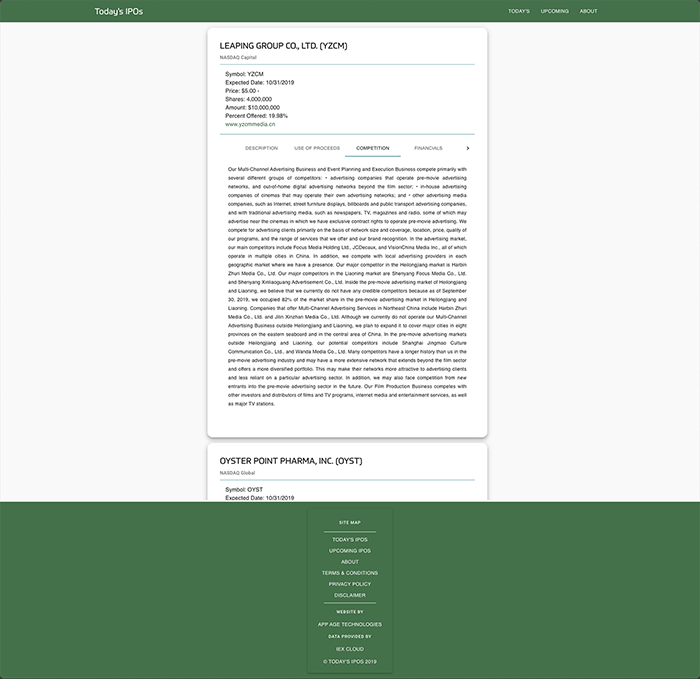 Today's IPOs
TODAY'S UPCOMING ABOUT
LEAPING GROUP CO., LTD. (YZCM)
NASDAQ Capital
Symbol: YZCM
Expected Date: 10/31/2019
Price: $5.00 -
Shares: 4,000,000
Amount: $10,000,000
Percent Offered: 19.98%
www.yzcmmedia.cn
DESCRIPTION USE OF PROCEEDS COMPETITION FINANCIALS >
Our Multi-Channel Advertising Business and Event Planning and Execution Business compete primarily with
several different groups of competitors: • advertising companies that operate pre-movie advertising
networks, and out-of-home digital advertising networks beyond the film sector; • in-house advertising
companies of cinemas that may operate their own advertising networks; and • other advertising media
companies, such as Internet, street furniture displays, billboards and public transport advertising companies,
and with traditional advertising media, such as newspapers, TV, magazines and radio, some of which may
advertise near the cinemas in which we have exclusive contract rights to operate pre-movie advertising. We
compete for advertising clients primarily on the basis of network size and coverage, location, price, quality of
our programs, and the range of services that we offer and our brand recognition. In the advertising market,
our main competitors include Focus Media Holding Ltd., JCDecaux, and VisionChina Media Inc., all of which
operate in multiple cities in China. In addition, we compete with local advertising providers in each
geographic market where we have a presence. Our major competitor in the Heilongjiang market is Harbin
Zhuri Media Co., Ltd. Our major competitors in the Liaoning market are Shenyang Focus Media Co., Ltd.
and Shenyang Xinliaoguang Advertisement Co., Ltd. Inside the pre-movie advertising market of Heilongjiang
and Liaoning, we believe that we currently do not have any credible competitors because as of September
30, 2019, we occupied 82% of the market share in the pre-movie advertising market in Heilongjiang and
Liaoning. Companies that offer Multi-Channel Advertising Services in Northeast China include Harbin Zhuri
Media Co., Ltd. and Jilin Xinzhan Media Co., Ltd. Although we currently do not operate our Multi-Channel
Advertising Business outside Heilongjiang and Liaoning, we plan to expand it to cover major cities in eight
provinces on the eastern seaboard and in the central area of China. In the pre-movie advertising markets
outside Heilongjiang and Liaoning, our potential competitors include Shanghai Jingmao Culture
Communication Co., Ltd., and Wanda Media Co., Ltd. Many competitors have a longer history than us in the
pre-movie advertising industry and may have a more extensive network that extends beyond the film sector
and offers a more diversified portfolio. This may make their networks more attractive to advertising clients
and less reliant on a particular advertising sector. In addition, we may also face competition from new
entrants into the pre-movie advertising sector in the future. Our Film Production Business competes with
other investors and distributors of films and TV programs, internet media and entertainment services, as well
as major TV stations.
OYSTER POINT PHARMA, INC. (OYST)
NASDAQ Global
Symbol: OYST
Expected Date: 10/31/2019
SITE MAP
TODAY'S IPOS
UPCOMING IPOS
ABOUT
TERMS & CONDITIONS
PRIVACY POLICY
DISCLAIMER
WEBSITE BY
APP AGE TECHNOLOGIES
DATA PROVIDED BY
IEX CLOUD
© TODAY'S IPOS 2019